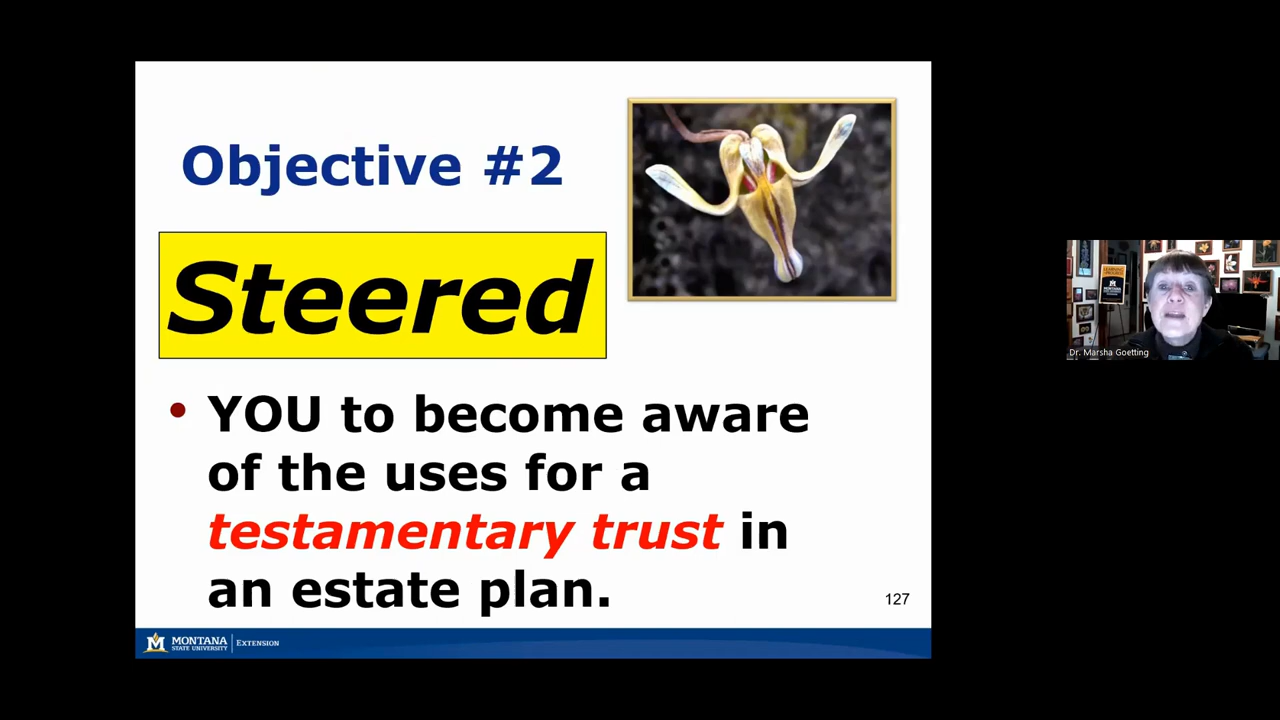 Objective #2
Steered
• YOU to become aware
of the uses for a
testamentary trust in
an estate plan.
127
M MONTANA
STATE UNIVERSITY
EXTENSION
Dr. Marsha Goetting